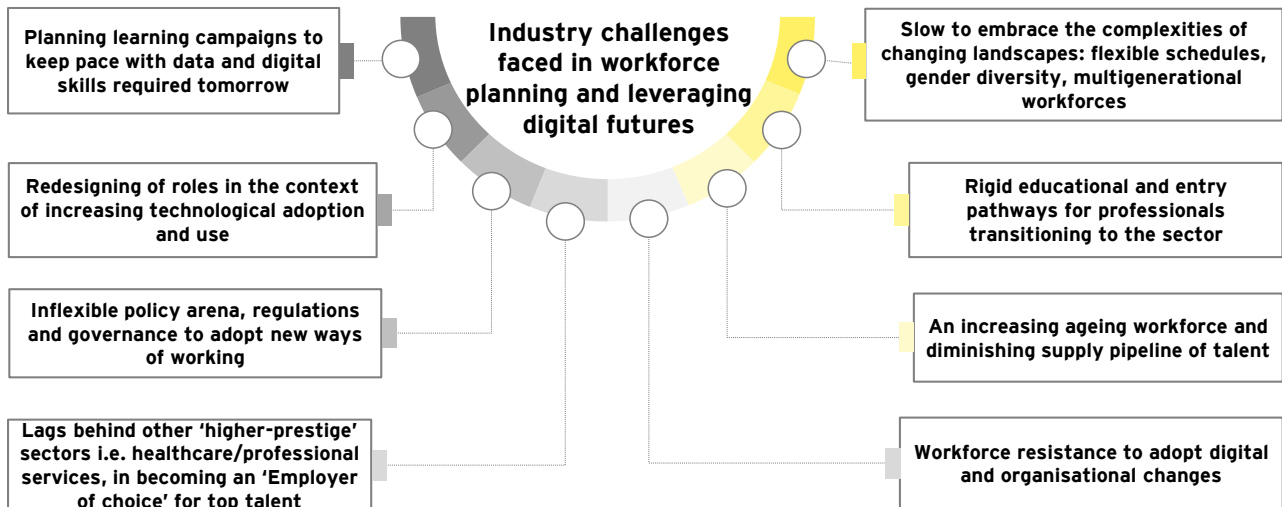 Industry challenges
faced in workforce
planning and leveraging
digital futures
Planning learning campaigns to
keep pace with data and digital
skills required tomorrow
Redesigning of roles in the context
of increasing technological adoption
and use
Inflexible policy arena, regulations
and governance to adopt new ways
of working
Lags behind other ‘higher-prestige’
sectors i.e. healthcare/professional
services, in becoming an ‘Employer
of choice’ for top talent
Slow to embrace the complexities of
changing landscapes: flexible schedules,
gender diversity, multigenerational
workforces
Rigid educational and entry
pathways for professionals
transitioning to the sector
An increasing ageing workforce and
diminishing supply pipeline of talent
Workforce resistance to adopt digital
and organisational changes